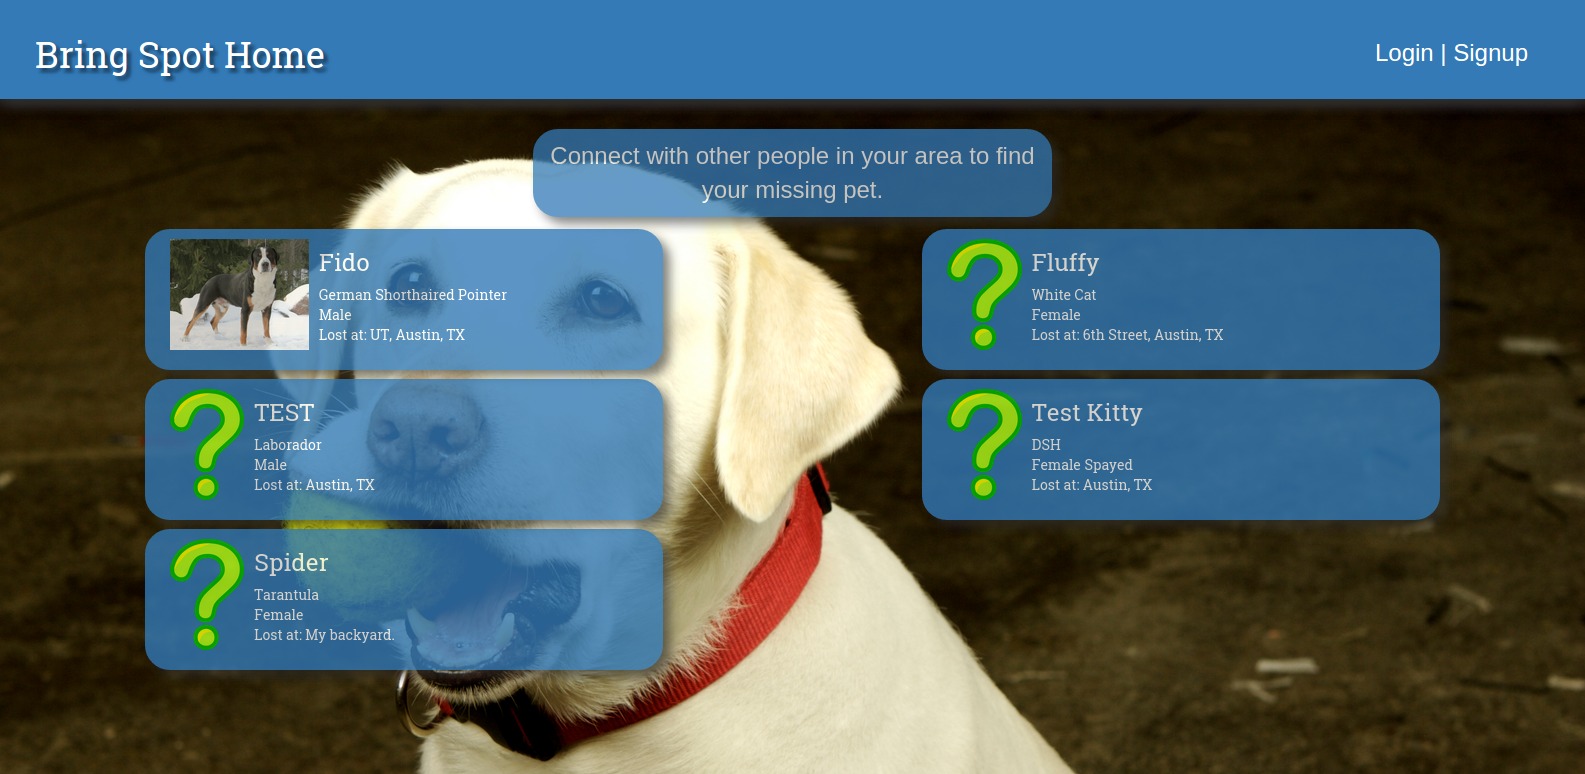 Bring Spot Home
Login | Signup
Connect with other people in your area to find
your missing pet.
Fido
German Shorthaired Pointer
Male
Lost at: UT, Austin, TX
Fluffy
White Cat
Female
Lost at: 6th Street, Austin, TX
TEST
Laborador
Male
Lost at: Austin, TX
Test Kitty
DSH
Female Spayed
Lost at: Austin, TX
Spider
Tarantula
Female
Lost at: My backyard.